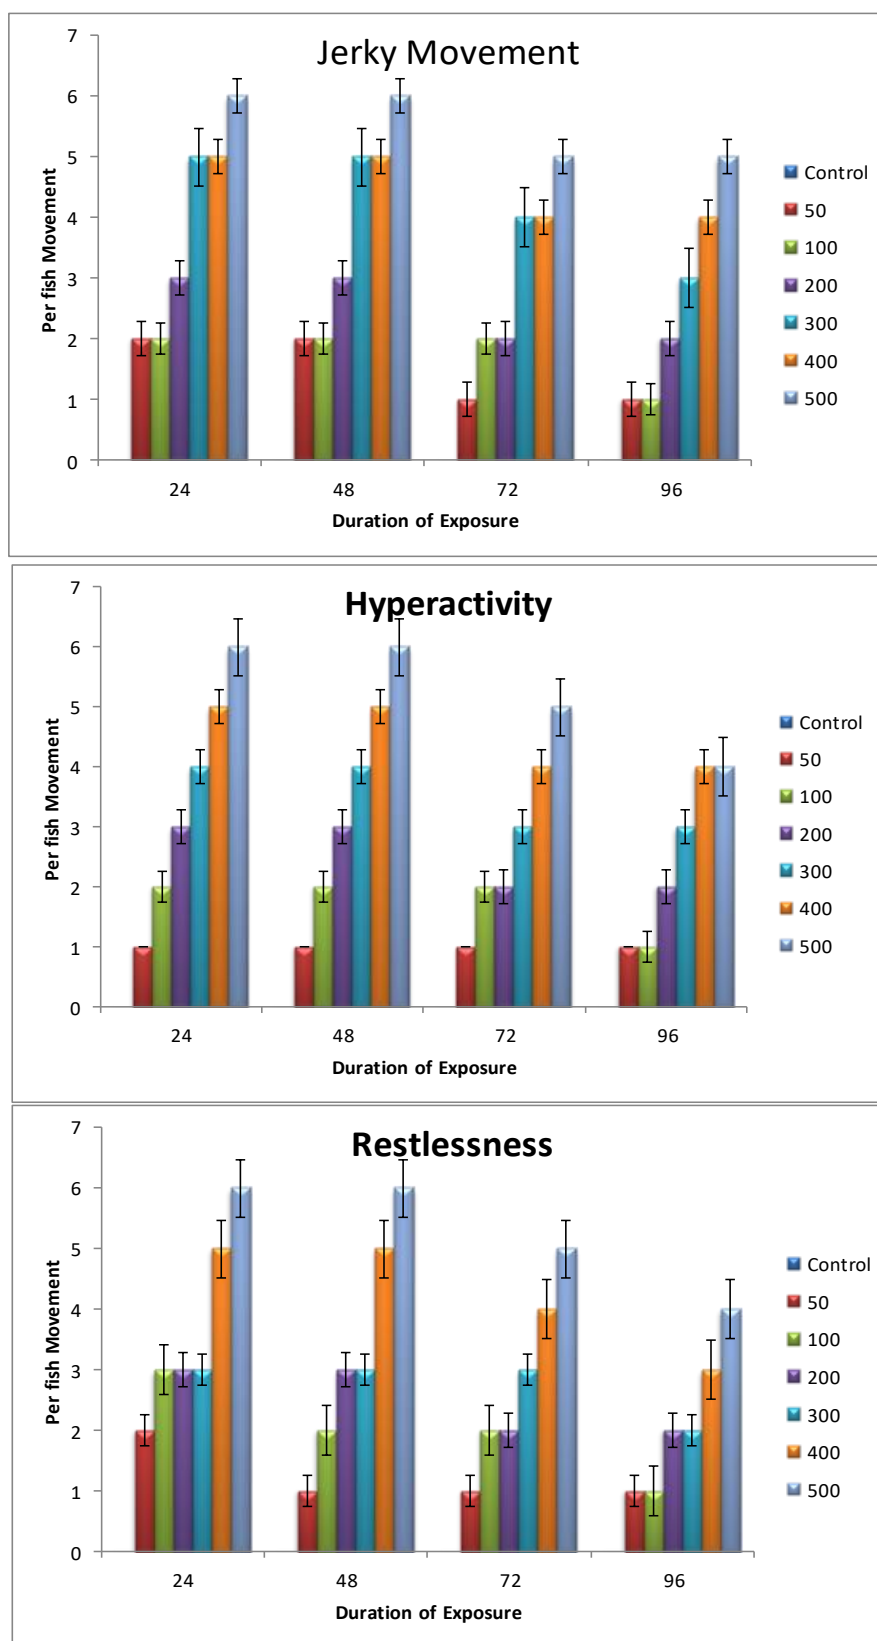 Jerky Movement
7
6
5
4
3
2
1
0
Per fish Movement
24 48 72 96
Duration of Exposure
Control
50
100
200
300
400
500
Hyperactivity
7
6
5
4
3
2
1
0
Per fish Movement
24 48 72 96
Duration of Exposure
Control
50
100
200
300
400
500
Restlessness
7
6
5
4
3
2
1
0
Per fish Movement
24 48 72 96
Duration of Exposure
Control
50
100
200
300
400
500